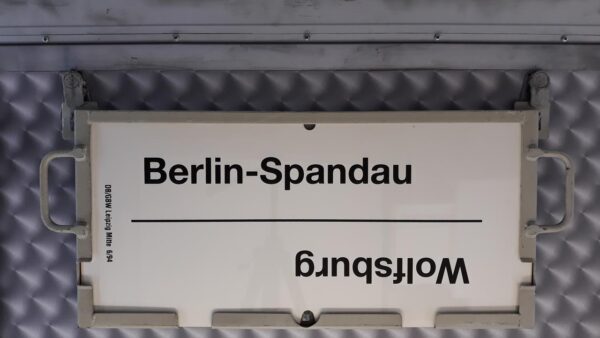 Berlin-Spandau
Wolfsburg
DB/GBW Leipzig Mitte 6/94